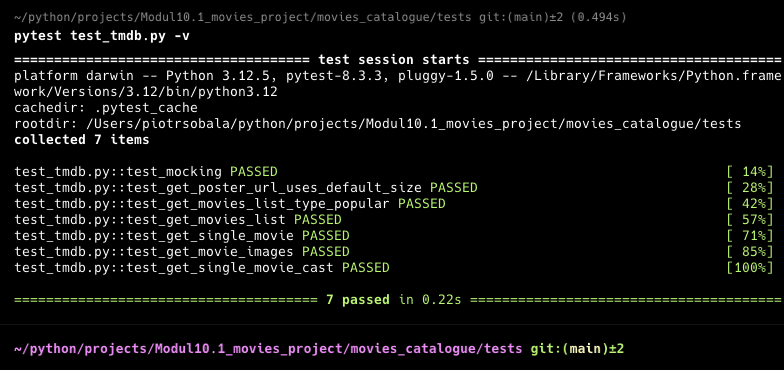 ~/python/projects/Modul10.1_movies_project/movies_catalogue/tests git:(main)±2 (0.494s)
pytest test_tmdb.py -v
=================================== test session starts ====================================
platform darwin -- Python 3.12.5, pytest-8.3.3, pluggy-1.5.0 -- /Library/Frameworks/Python.frame
work/Versions/3.12/bin/python3.12
cachedir: .pytest_cache
rootdir: /Users/piotrsobala/python/projects/Modul10.1_movies_project/movies_catalogue/tests
collected 7 items
test_tmdb.py::test_mocking PASSED [ 14%]
test_tmdb.py::test_get_poster_url_uses_default_size PASSED [ 28%]
test_tmdb.py::test_get_movies_list_type_popular PASSED [ 42%]
test_tmdb.py::test_get_movies_list PASSED [ 57%]
test_tmdb.py::test_get_single_movie PASSED [ 71%]
test_tmdb.py::test_get_movie_images PASSED [ 85%]
test_tmdb.py::test_get_single_movie_cast PASSED [100%]
==================================== 7 passed in 0.22s =====================================
~/python/projects/Modul10.1_movies_project/movies_catalogue/tests git:(main)±2